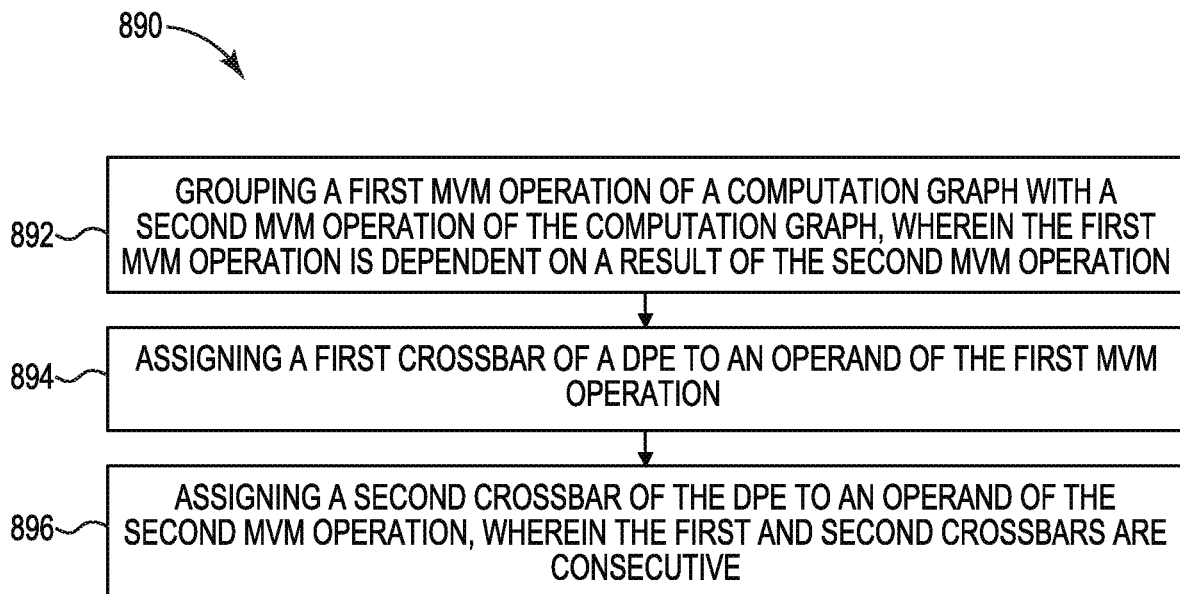 890
892
GROUPING A FIRST MVM OPERATION OF A COMPUTATION GRAPH WITH A
SECOND MVM OPERATION OF THE COMPUTATION GRAPH, WHEREIN THE FIRST
MVM OPERATION IS DEPENDENT ON A RESULT OF THE SECOND MVM OPERATION
894
ASSIGNING A FIRST CROSSBAR OF A DPE TO AN OPERAND OF THE FIRST MVM
OPERATION
896
ASSIGNING A SECOND CROSSBAR OF THE DPE TO AN OPERAND OF THE
SECOND MVM OPERATION, WHEREIN THE FIRST AND SECOND CROSSBARS ARE
CONSECUTIVE